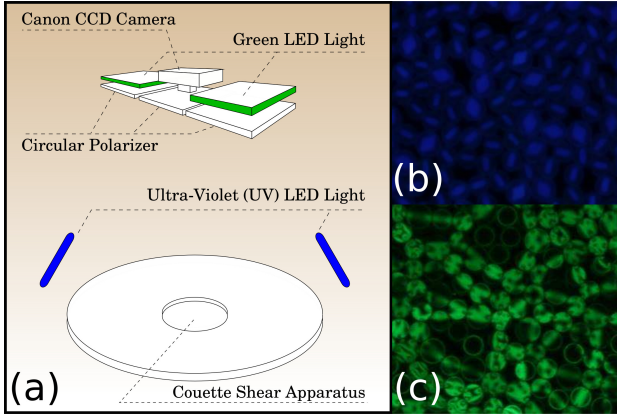 Canon CCD Camera
Green LED Light
Circular Polarizer
Ultra-Violet (UV) LED Light
Couette Shear Apparatus
(a)
(b)
(c)